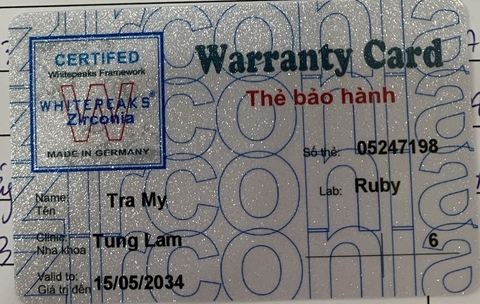 CERTIFED
Whitepeaks Framework
WHITEPEAKS
Zirconia
MADE IN GERMANY
Warranty Card
Thẻ bảo hành
Số thẻ: 05247198
Lab: Ruby
Name: Tra My
Tên
Clinic: Tung Lam
Nha khoa
6
Valid to: 15/05/2034
Giá trị đến